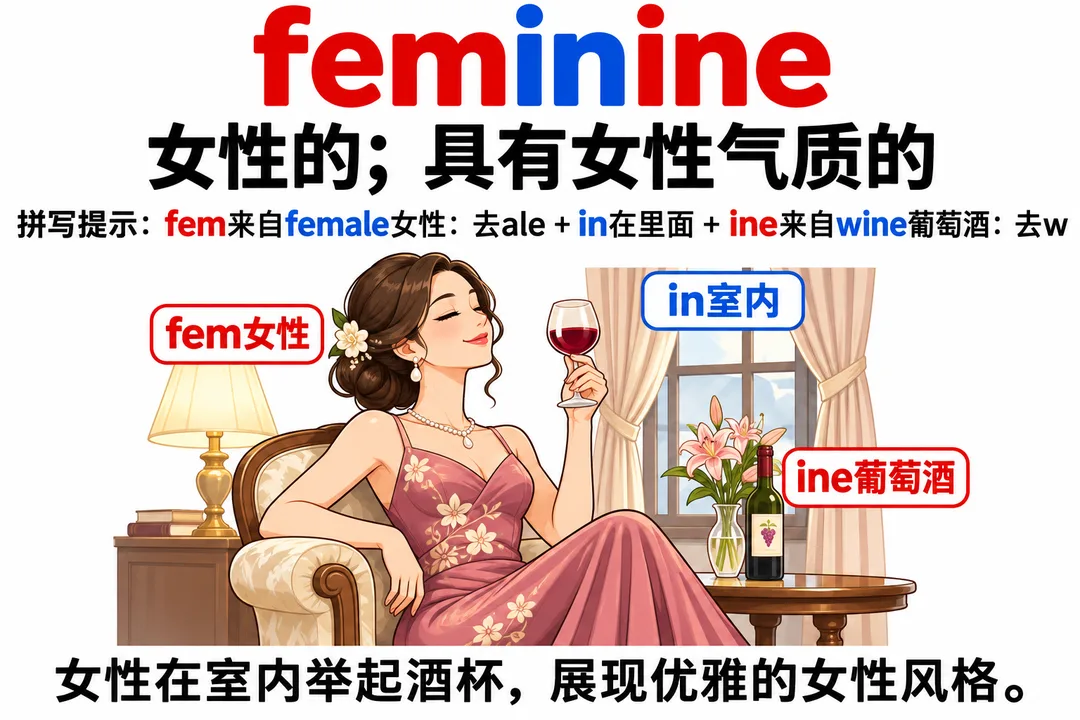 feminine
女性的；具有女性气质的
拼写提示：fem来自female女性：去ale + in在里面 + ine来自wine葡萄酒：去w
in室内
fem女性
ine葡萄酒
女性在室内举起酒杯，展现优雅的女性风格。